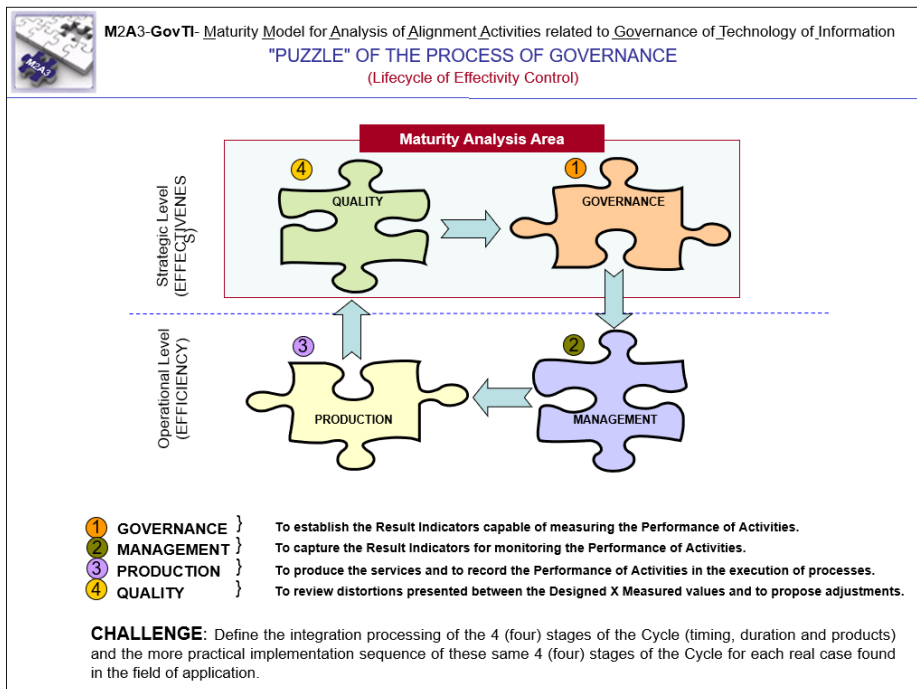 M2A3-GovTI- Maturity Model for Analysis of Alignment Activities related to Governance of Technology of Information
"PUZZLE" OF THE PROCESS OF GOVERNANCE
(Lifecycle of Effectivity Control)
M2A3
Maturity Analysis Area
4
QUALITY
1
GOVERNANCE
Strategic Level
(EFFECTIVENES
S)
3
PRODUCTION
2
MANAGEMENT
Operational Level
(EFFICIENCY)
1 GOVERNANCE } To establish the Result Indicators capable of measuring the Performance of Activities.
2 MANAGEMENT } To capture the Result Indicators for monitoring the Performance of Activities.
3 PRODUCTION } To produce the services and to record the Performance of Activities in the execution of processes.
4 QUALITY } To review distortions presented between the Designed X Measured values and to propose adjustments.
CHALLENGE: Define the integration processing of the 4 (four) stages of the Cycle (timing, duration and products)
and the more practical implementation sequence of these same 4 (four) stages of the Cycle for each real case found
in the field of application.